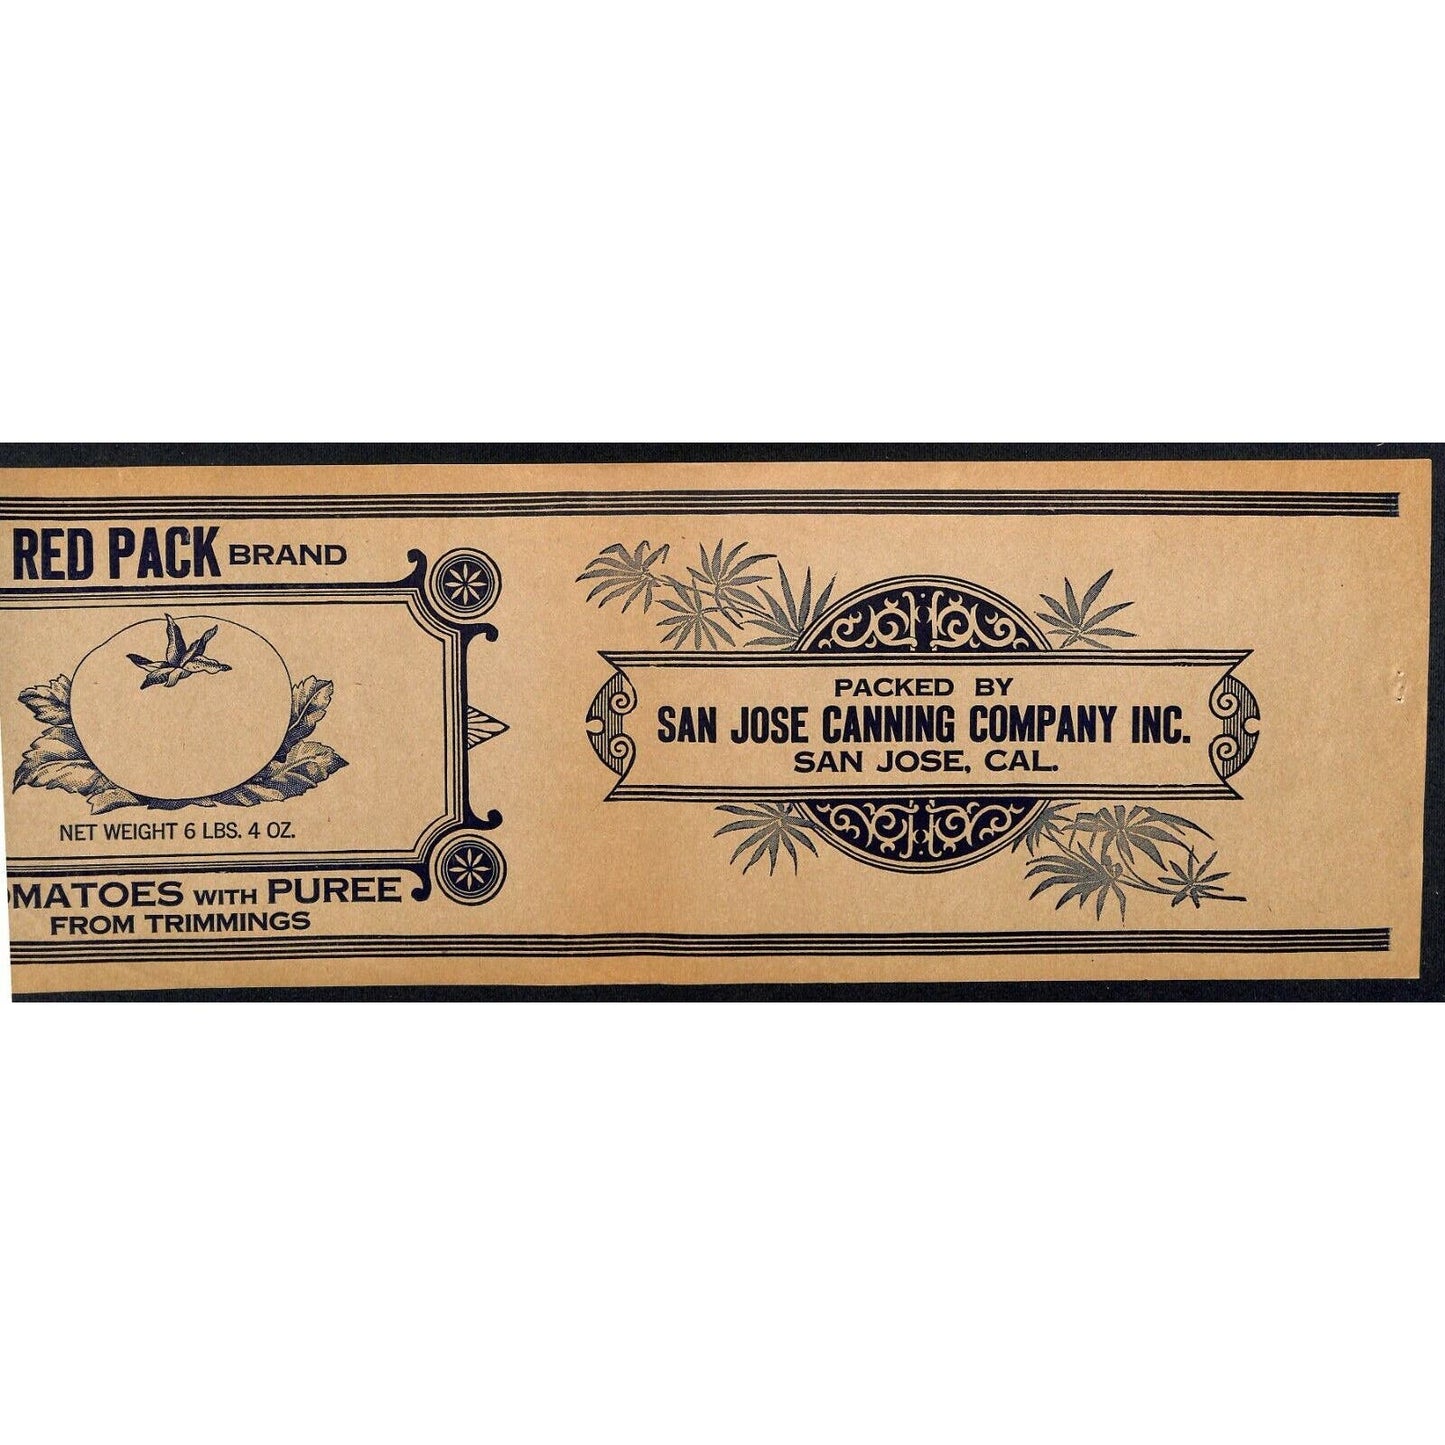 RED PACK BRAND
NET WEIGHT 6 LBS. 4 OZ.
OMATOES WITH PUREE
FROM TRIMMINGS
PACKED BY
SAN JOSE CANNING COMPANY INC.
SAN JOSE, CAL.